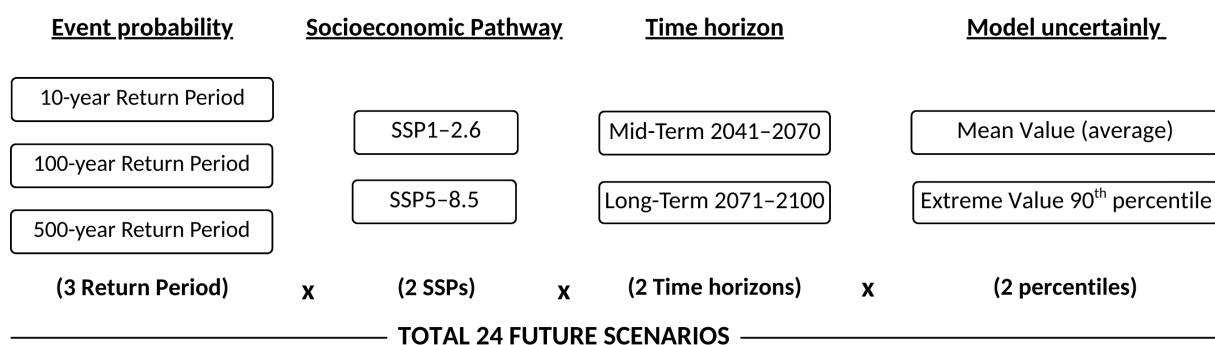 Event probability Socioeconomic Pathway Time horizon Model uncertainly
10-year Return Period
SSP1–2.6 Mid-Term 2041–2070 Mean Value (average)
100-year Return Period
SSP5–8.5 Long-Term 2071–2100 Extreme Value 90th percentile
500-year Return Period
(3 Return Period) x (2 SSPs) x (2 Time horizons) x (2 percentiles)
TOTAL 24 FUTURE SCENARIOS